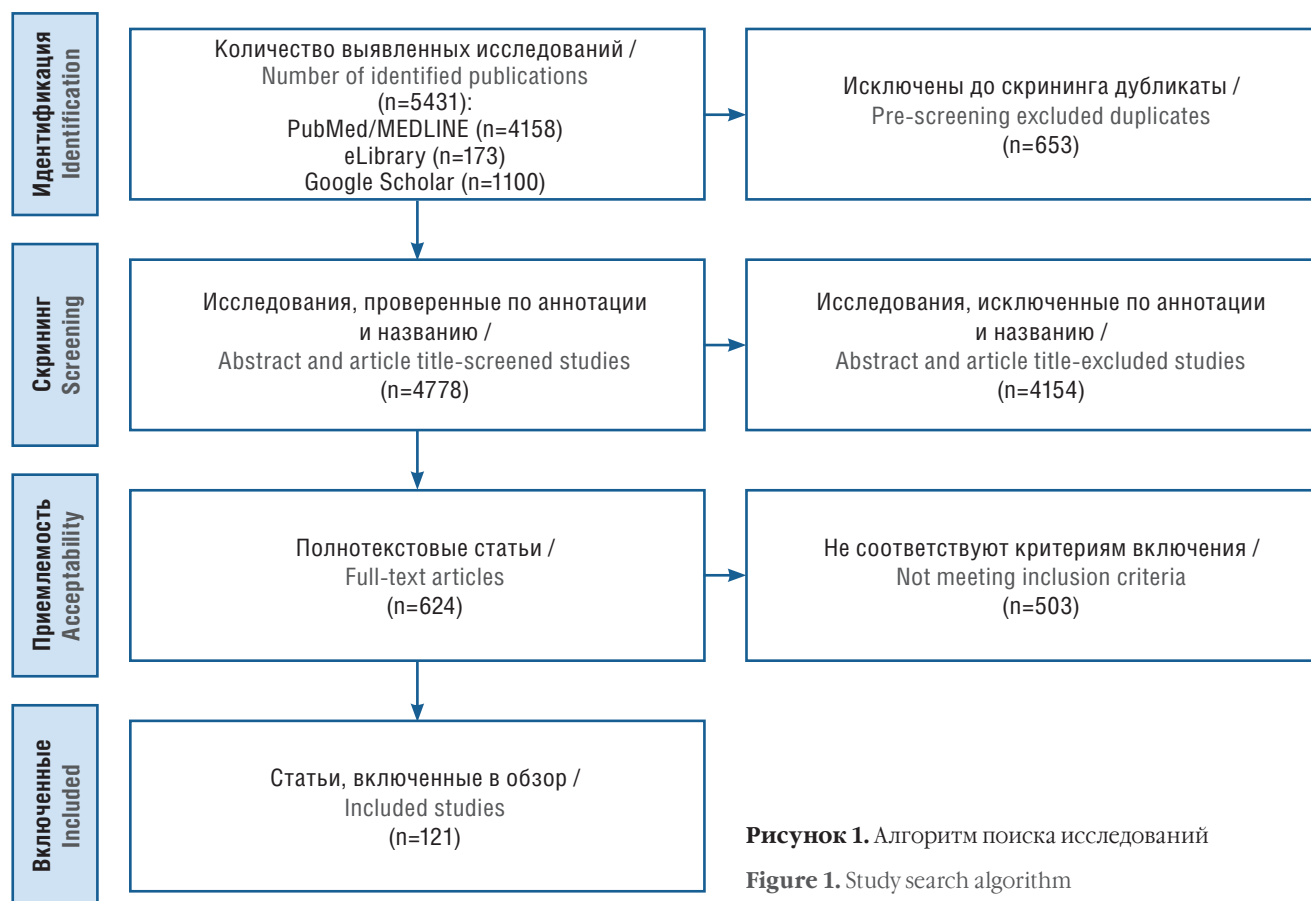 Идентификация
Identification
Количество выявленных исследований /
Number of identified publications
(n=5431):
PubMed/MEDLINE (n=4158)
eLibrary (n=173)
Google Scholar (n=1100)
Исключены до скрининга дубликаты /
Pre-screening excluded duplicates
(n=653)
Скрининг
Screening
Исследования, проверенные по аннотации
и названию /
Abstract and article title-screened studies
(n=4778)
Исследования, исключенные по аннотации
и названию /
Abstract and article title-excluded studies
(n=4154)
Приемлемость
Acceptability
Полнотекстовые статьи /
Full-text articles
(n=624)
Не соответствуют критериям включения /
Not meeting inclusion criteria
(n=503)
Включенные
Included
Статьи, включенные в обзор /
Included studies
(n=121)
Рисунок 1. Алгоритм поиска исследований
Figure 1. Study search algorithm